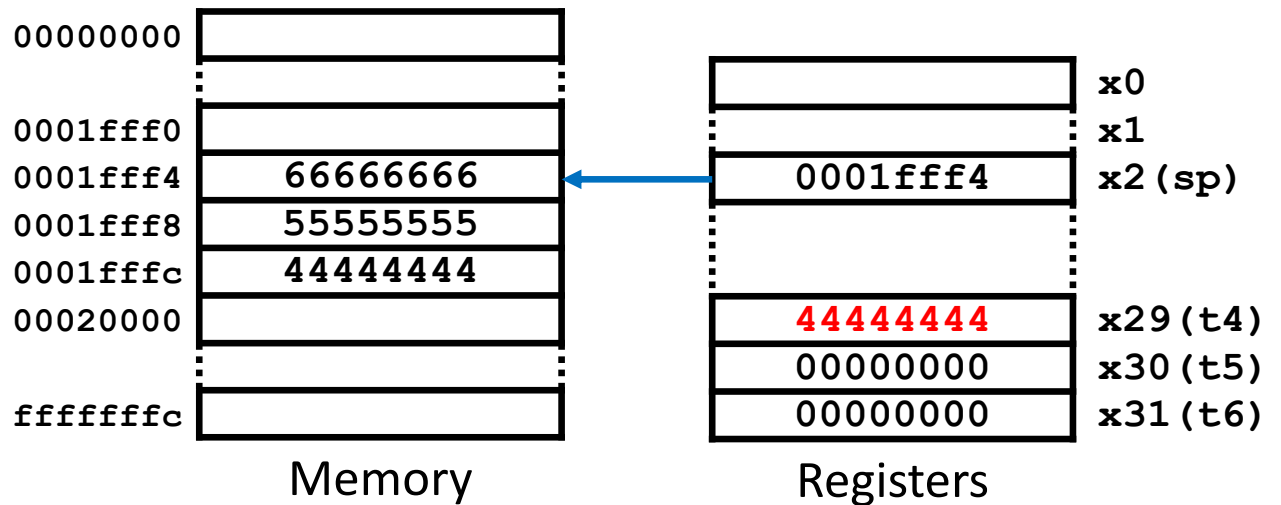 00000000
0001fff0
0001fff4 66666666
0001fff8 55555555
0001fffc 44444444
00020000
fffffffc
Memory
x0
x1
0001fff4 x2(sp)
44444444 x29(t4)
00000000 x30(t5)
00000000 x31(t6)
Registers